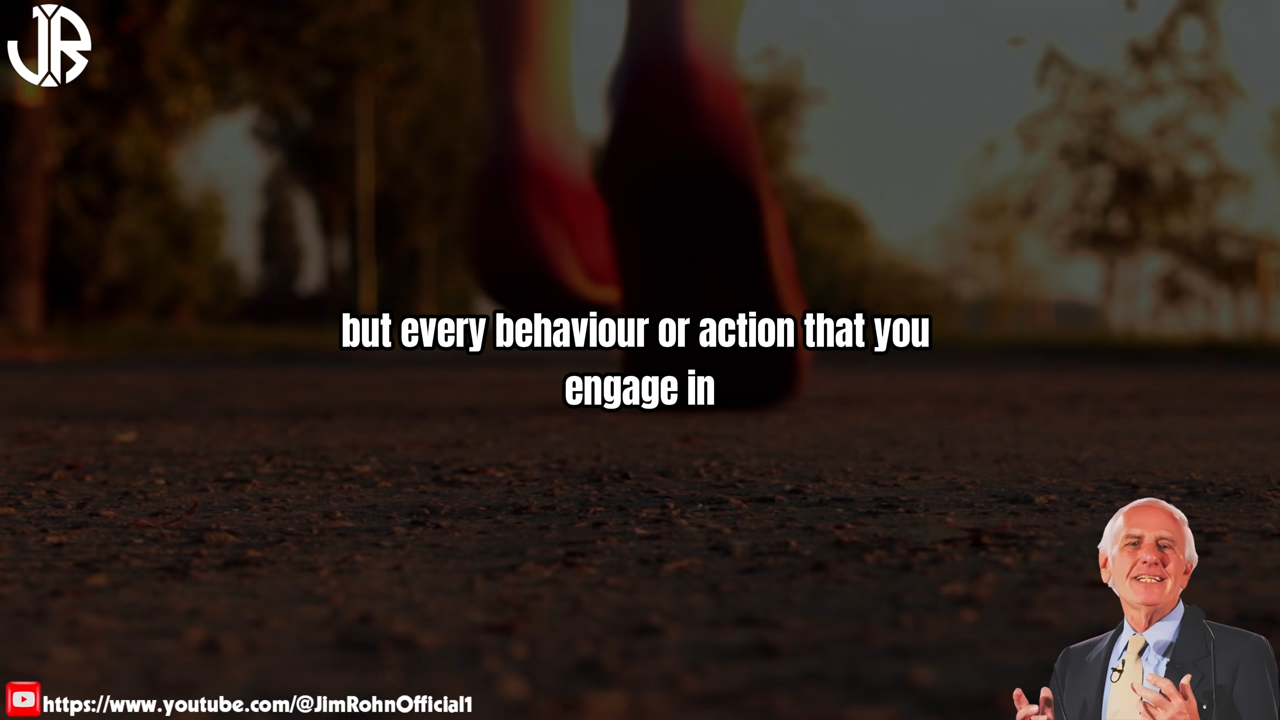 JR
but every behaviour or action that you
engage in
https://www.youtube.com/@JimRohnOfficial1